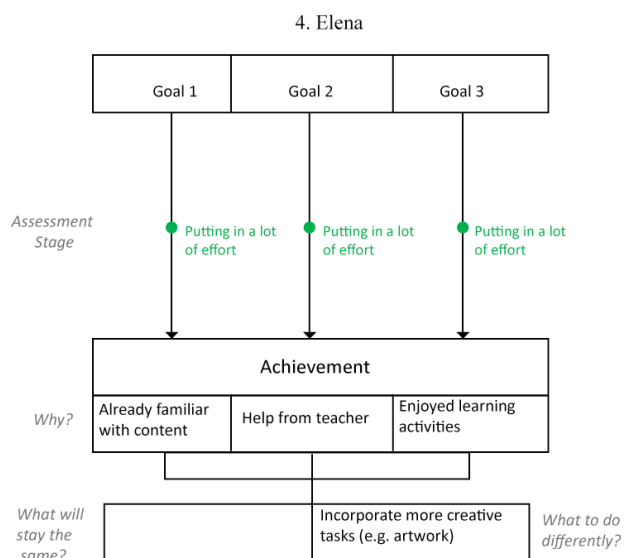 4. Elena
Goal 1
Goal 2
Goal 3
Assessment
Stage
Putting in a lot
of effort
Putting in a lot
of effort
Putting in a lot
of effort
Achievement
Why?
Already familiar
with content
Help from teacher
Enjoyed learning
activities
What will
stay the
same?
Incorporate more creative
tasks (e.g. artwork)
What to do
differently?